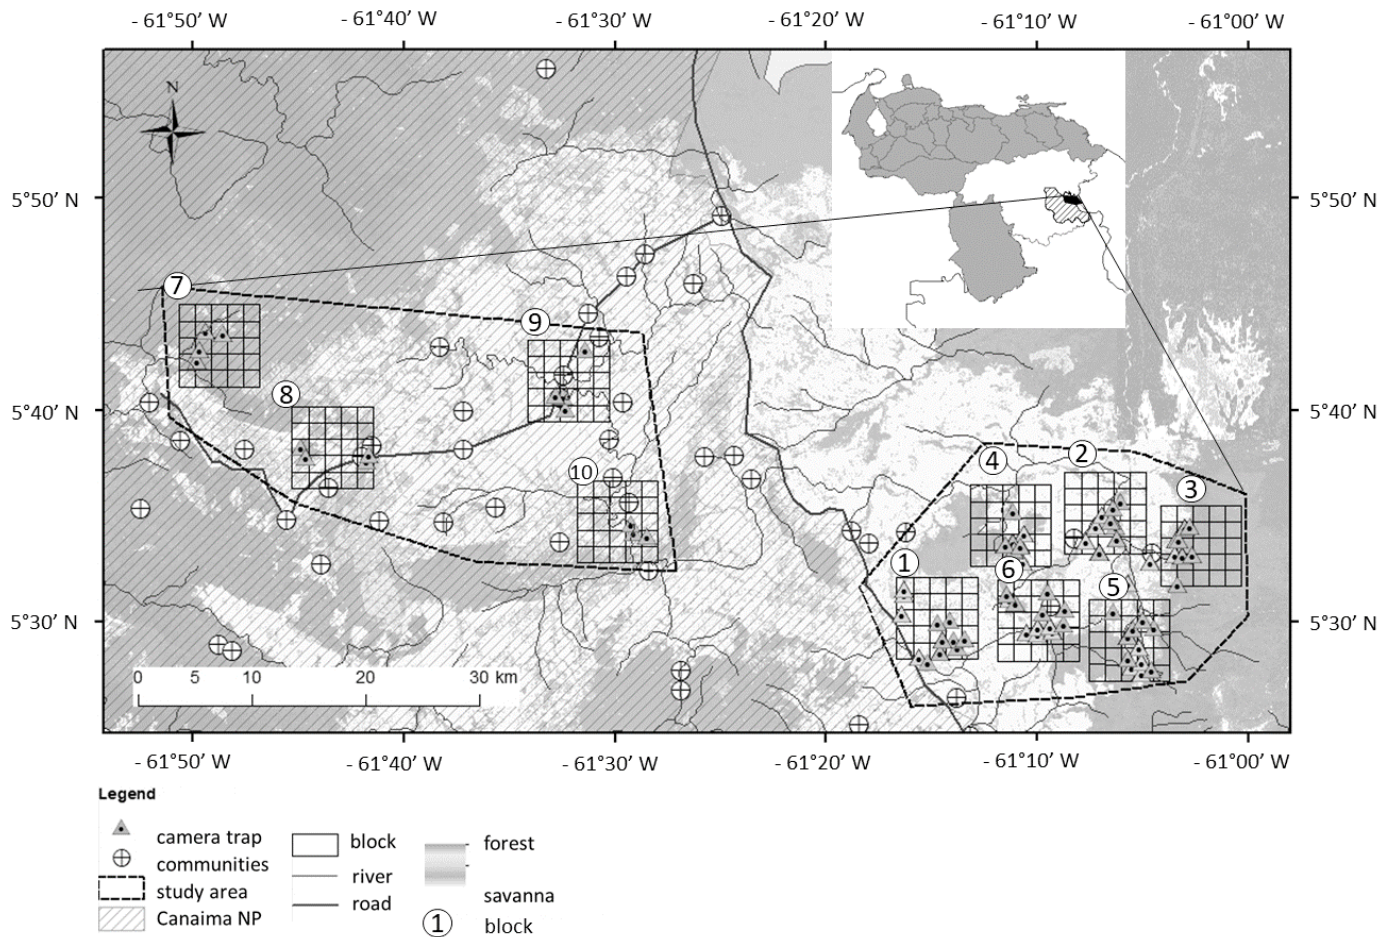 - 61°50’ W - 61°40’ W - 61°30’ W - 61°20’ W - 61°10’ W - 61°00’ W
N
5°50’ N 5°50’ N
7
9
5°40’ N 8 5°40’ N
4 2
10 3
1 6 5
5°30’ N 5°30’ N
0 5 10 20 30 km
- 61°50’ W - 61°40’ W - 61°30’ W - 61°20’ W - 61°10’ W - 61°00’ W
Legend
camera trap
communities
study area
Canaima NP
block
river
road
forest
savanna
1 block